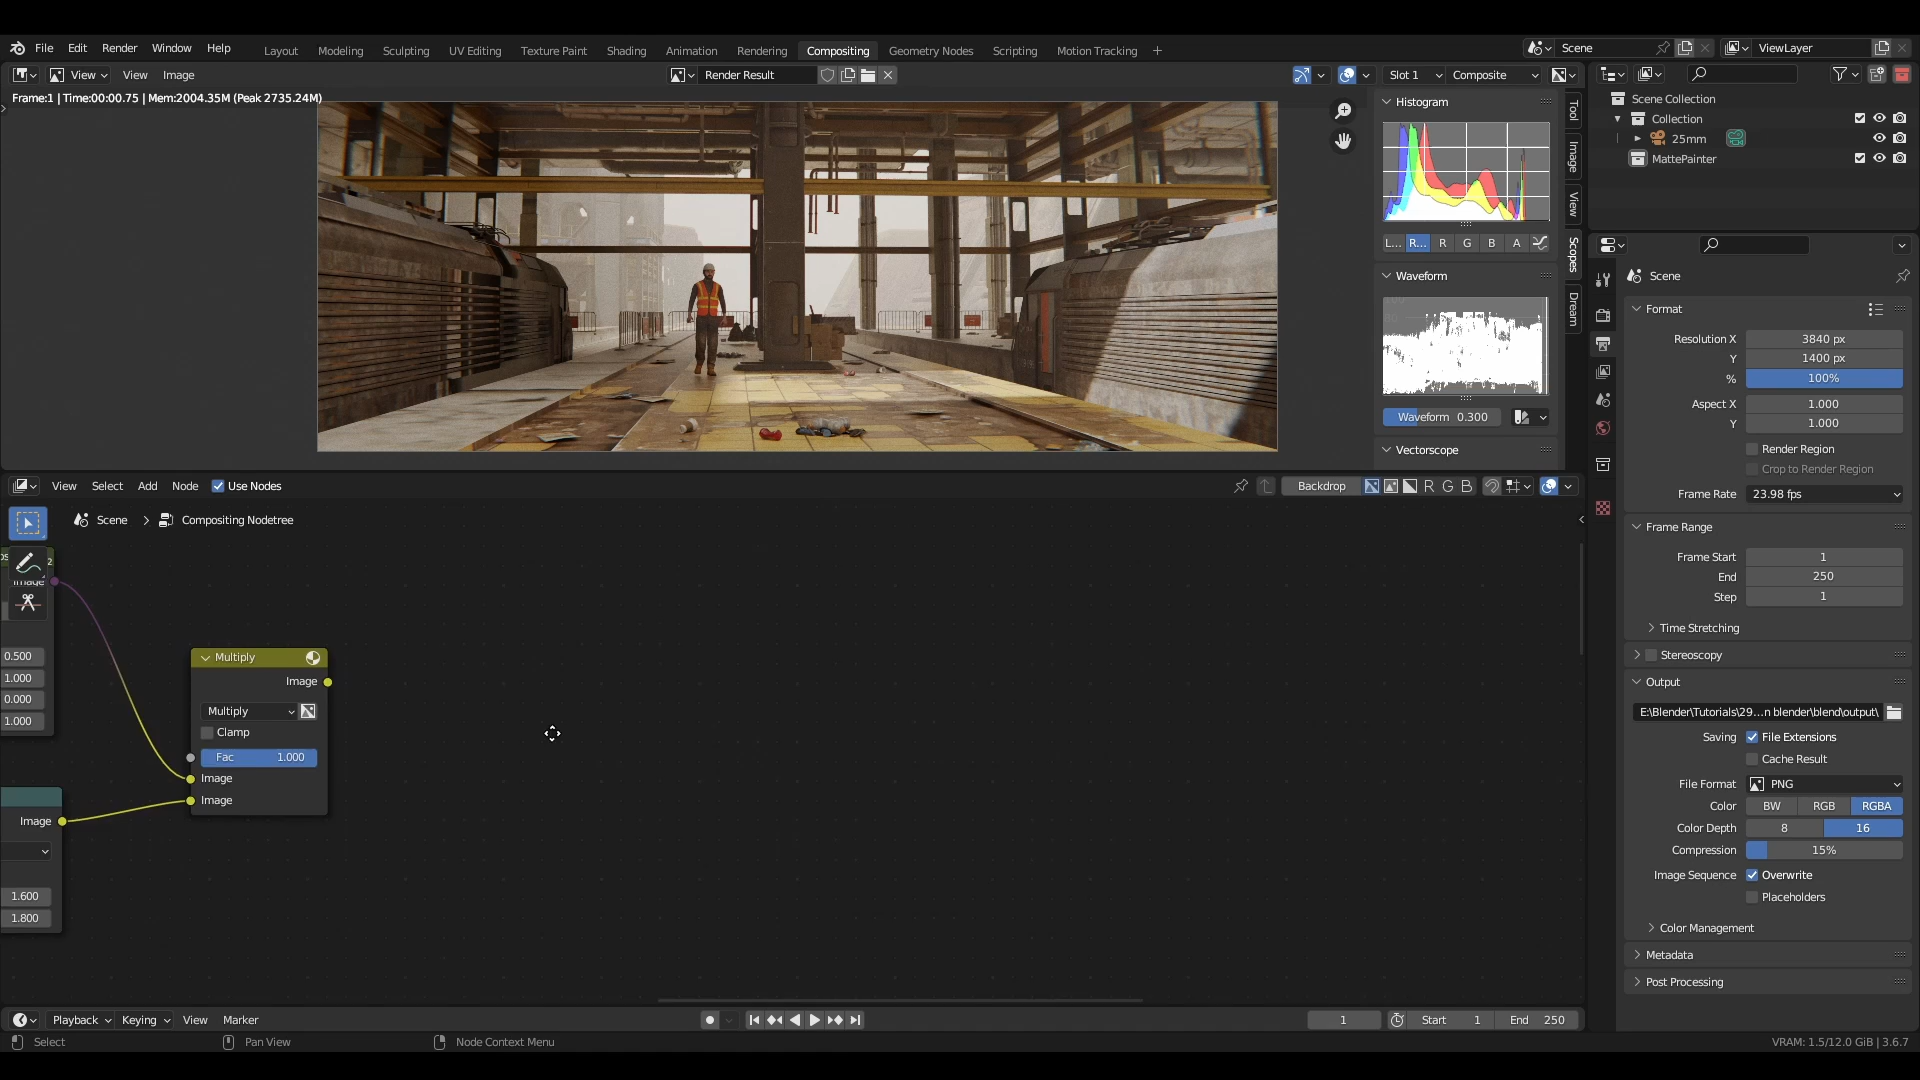 File Edit Render Window Help
Layout Modeling Sculpting UV Editing Texture Paint Shading Animation Rendering Compositing Geometry Nodes Scripting Motion Tracking +
Scene
ViewLayer
View View Image
Render Result
Slot 1 Composite
Frame:1 | Time:00:00.75 | Mem:2004.35M (Peak 2735.24M)
Histogram
L... R... R G B A
Waveform
Waveform 0.300
Vectorscope
Tool
Image
View
Scopes
Dream
Scene Collection
Collection
25mm
MattePainter
Scene
Format
Resolution X 3840 px
Y 1400 px
% 100%
Aspect X 1.000
Y 1.000
Render Region
Crop to Render Region
Frame Rate 23.98 fps
Frame Range
Frame Start 1
End 250
Step 1
Time Stretching
Stereoscopy
Output
E:\Blender\Tutorials\29...n blender\blend\output\
Saving File Extensions
Cache Result
File Format PNG
Color BW RGB RGBA
Color Depth 8 16
Compression 15%
Image Sequence Overwrite
Placeholders
Color Management
Metadata
Post Processing
View Select Add Node Use Nodes
Backdrop R G B
Scene > Compositing Nodetree
Image
0.500
1.000
0.000
1.000
Image
1.600
1.800
Multiply
Image
Multiply
Clamp
Fac 1.000
Image
Image
Playback Keying View Marker
1 Start 1 End 250
Select Pan View Node Context Menu
VRAM: 1.5/12.0 GiB | 3.6.7